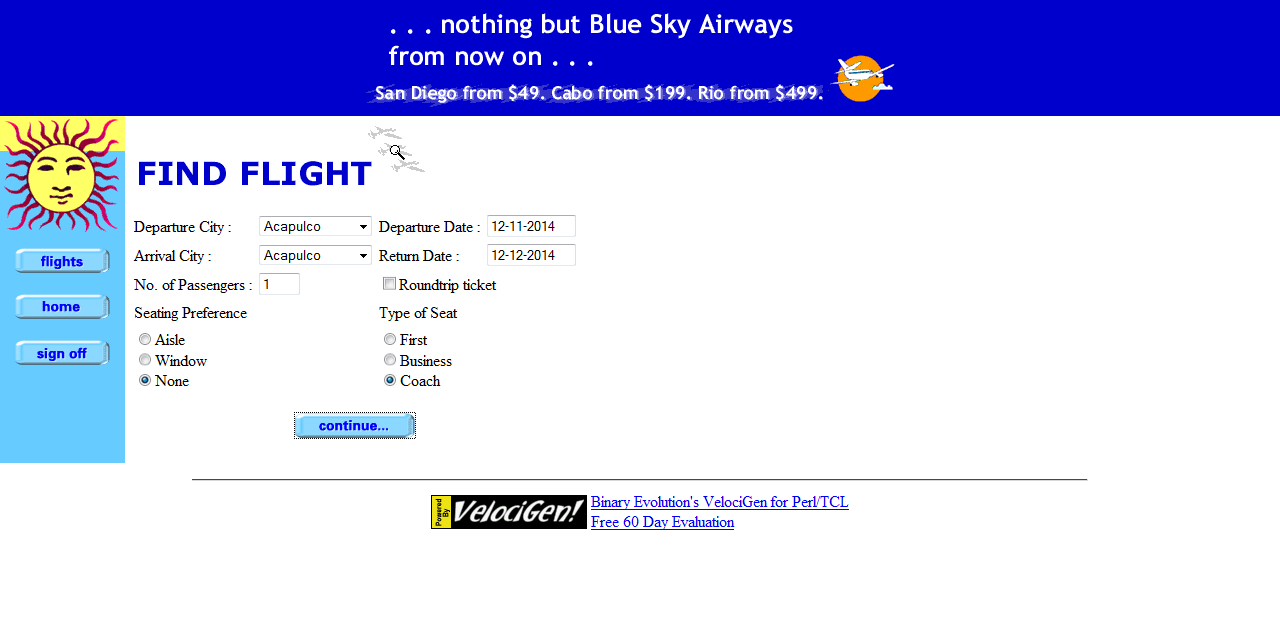 . . . nothing but Blue Sky Airways
from now on . . .
San Diego from $49. Cabo from $199. Rio from $499.
FIND FLIGHT
flights
home
sign off
Departure City : Acapulco Departure Date : 12-11-2014
Arrival City : Acapulco Return Date : 12-12-2014
No. of Passengers : 1 Roundtrip ticket
Seating Preference Type of Seat
Aisle First
Window Business
None Coach
continue...
Powered By VelociGen!
Binary Evolution's VelociGen for Perl/TCL
Free 60 Day Evaluation